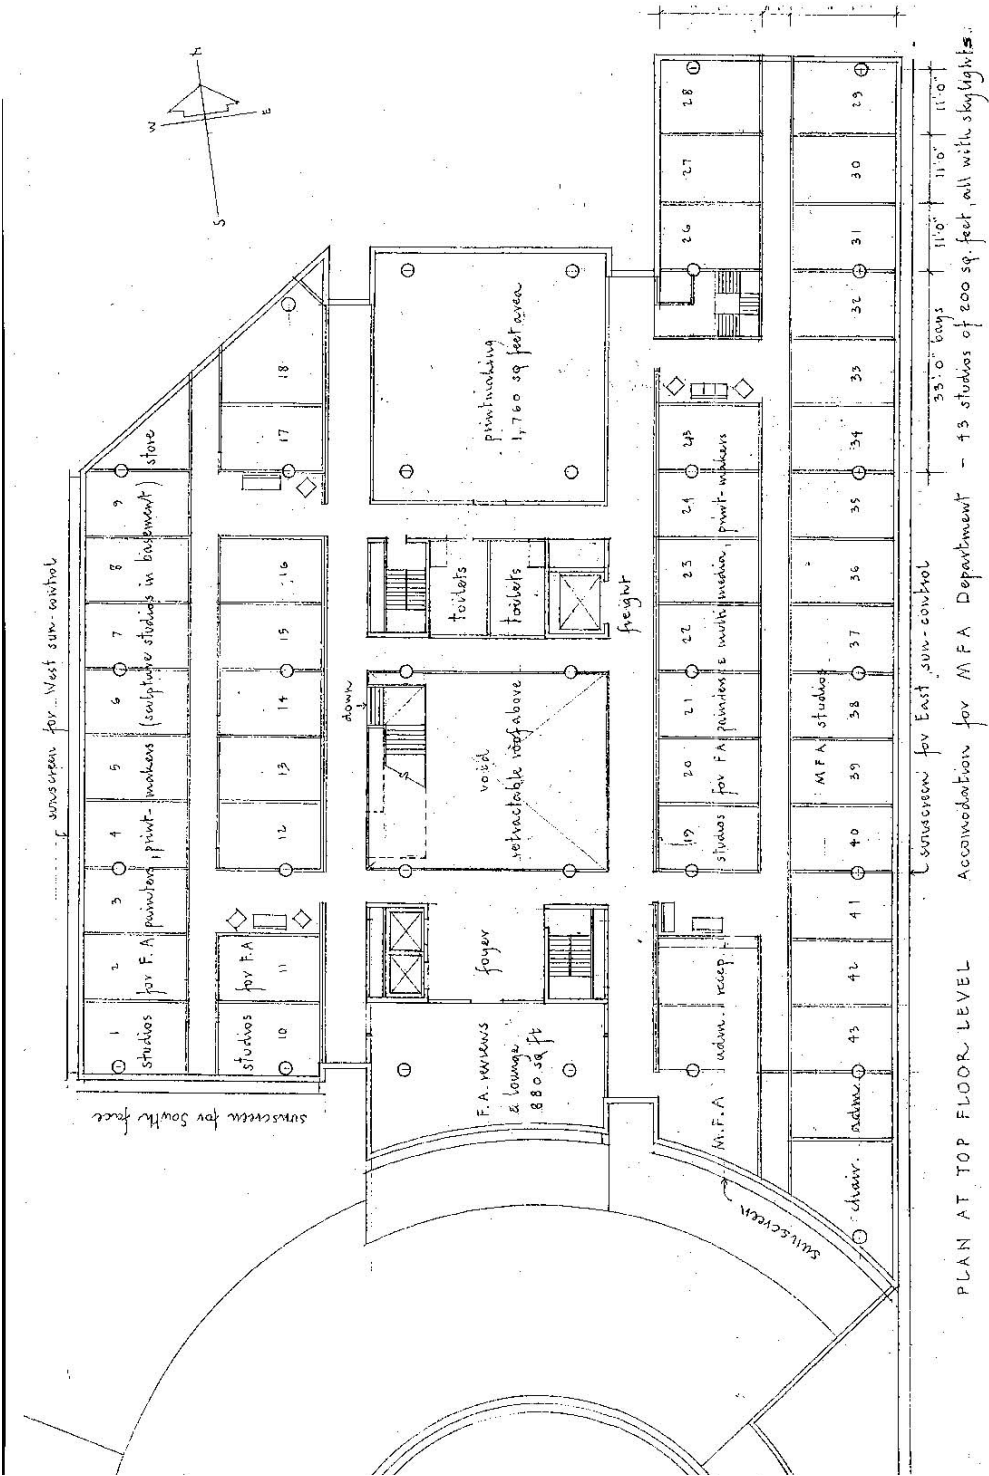 N
W
E
S
sunscreen for West sun-control
1
2
3
4
5
6
7
8
9
store
studios for F.A painters, print-makers (sculpture studios in basement)
10
11
12
13
14
15
16
17
18
studios for F.A
sunscreen for South face
printmaking
1,760 sq feet area
toilets
toilets
freight
down
void
retractable roof above
foyer
F.A. reviews
& lounge
880 sq ft
19
20
21
22
23
24
25
26
27
28
studios for FA painters & multi media, print-makers
M.F.A adm. recep.
sunscreen
29
30
31
32
33
34
35
36
37
38
39
40
41
42
43
MFA studios
adm.
chair.
11'0"
11'0"
11'0"
33'0" bays
sunscreen for East sun-control
PLAN AT TOP FLOOR LEVEL Accomodation for MFA Department - 43 studios of 200 sq. feet, all with skylights.